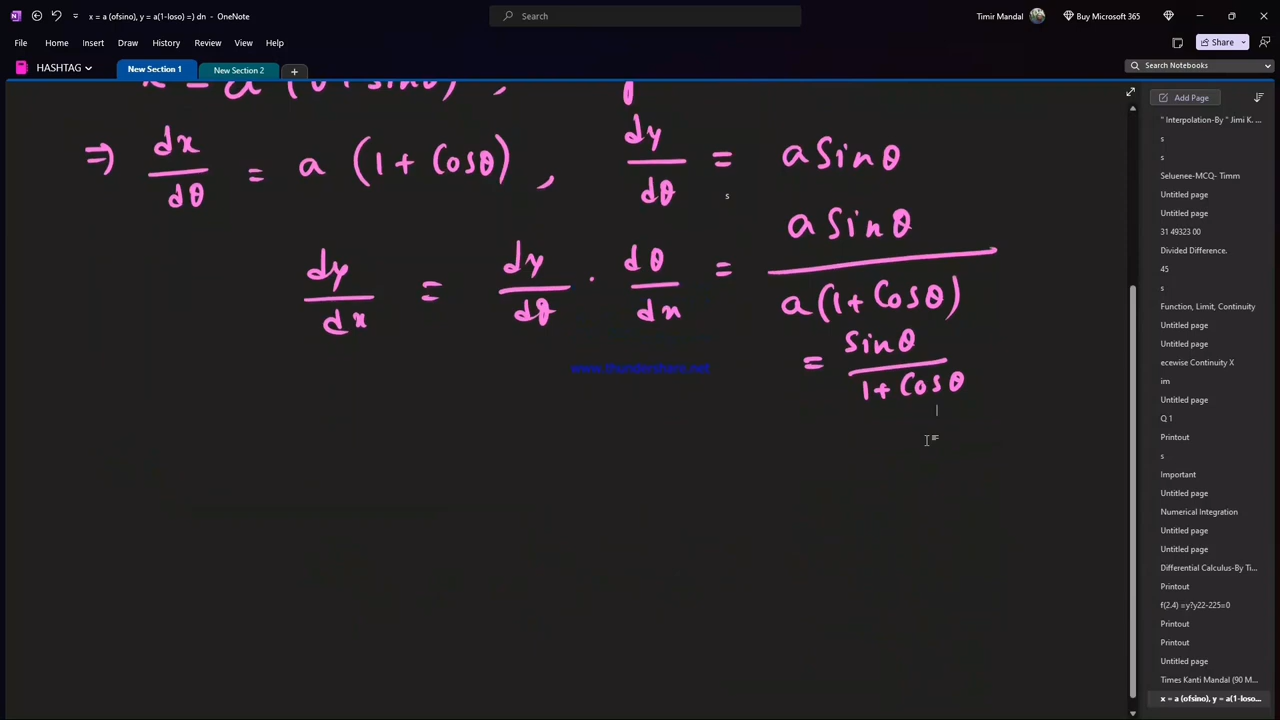 x = a (ofsino), y = a(1-loso =) dn - OneNote
Search
Timir Mandal
Buy Microsoft 365
File Home Insert Draw History Review View Help
Share
HASHTAG
New Section 1
New Section 2
+
Search Notebooks
Add Page
x = a (θ + sinθ) ,
⇒ dx/dθ = a (1 + Cosθ) , dy/dθ = a Sinθ
s
dy/dx = dy/dθ · dθ/dx = a Sinθ / a(1 + Cosθ)
= sinθ / 1 + Cosθ
www.thundershare.net
" Interpolation-By " Jimi K. ...
s
s
Seluenee-MCQ- Timm
Untitled page
Untitled page
31 49323 00
Divided Difference.
45
s
Function, Limit, Continuity
Untitled page
Untitled page
ecewise Continuity X
im
Untitled page
Q 1
Printout
s
Important
Untitled page
Numerical Integration
Untitled page
Untitled page
Differential Calculus-By Ti...
Printout
f(2.4) =y?y22-225=0
Printout
Printout
Untitled page
Times Kanti Mandal (90 M...
x = a (ofsino), y = a(1-loso...